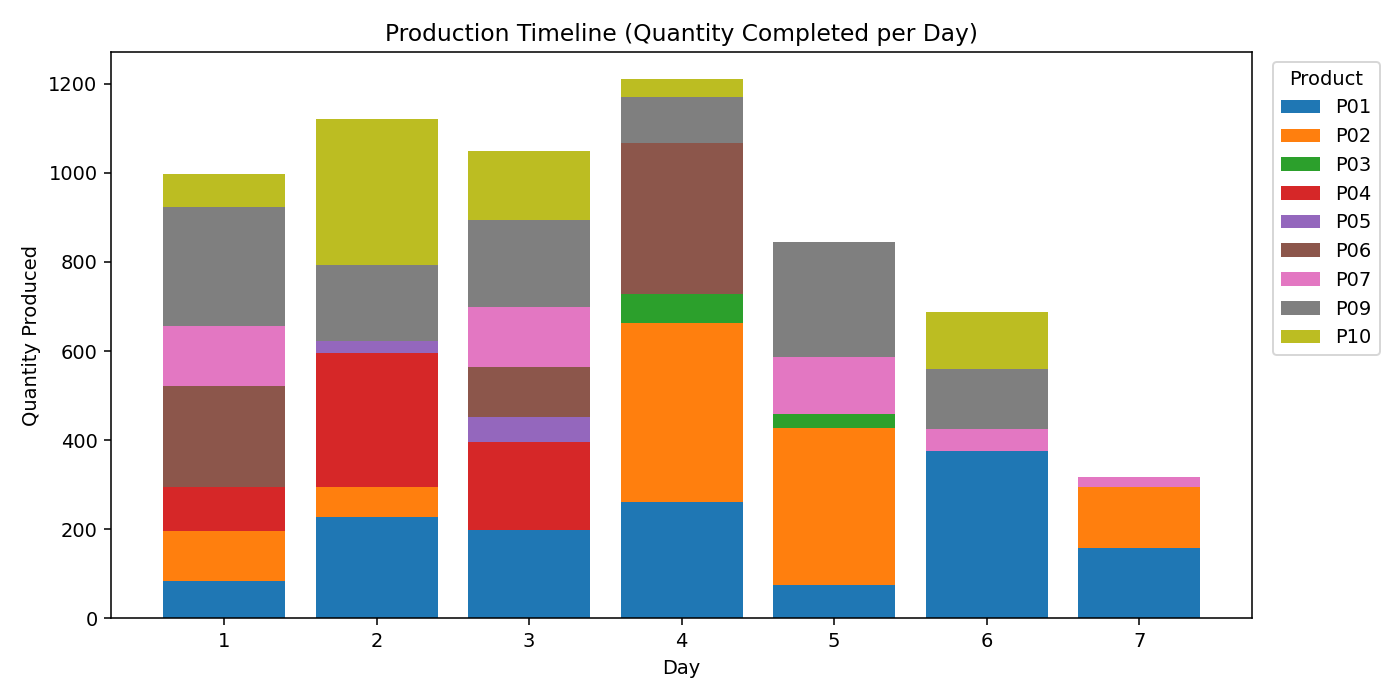 Production Timeline (Quantity Completed per Day)
Quantity Produced
1200
1000
800
600
400
200
0
1 2 3 4 5 6 7
Day
Product
P01
P02
P03
P04
P05
P06
P07
P09
P10